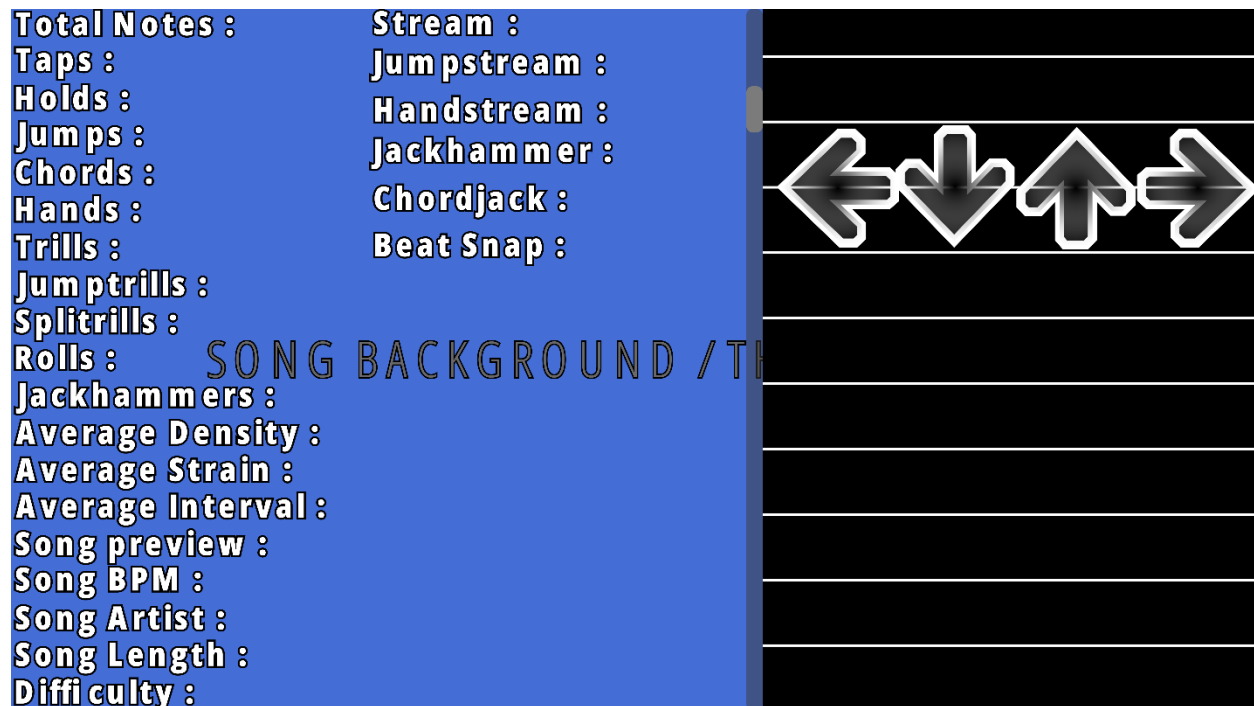 Total Notes :
Taps :
Holds :
Jumps :
Chords :
Hands :
Trills :
Jumptrills :
Splitrills :
Rolls :
Jackhammers :
Average Density :
Average Strain :
Average Interval :
Song preview :
Song BPM :
Song Artist :
Song Length :
Difficulty :
Stream :
Jumpstream :
Handstream :
Jackhammer :
Chordjack :
Beat Snap :
SONG BACKGROUND / TH